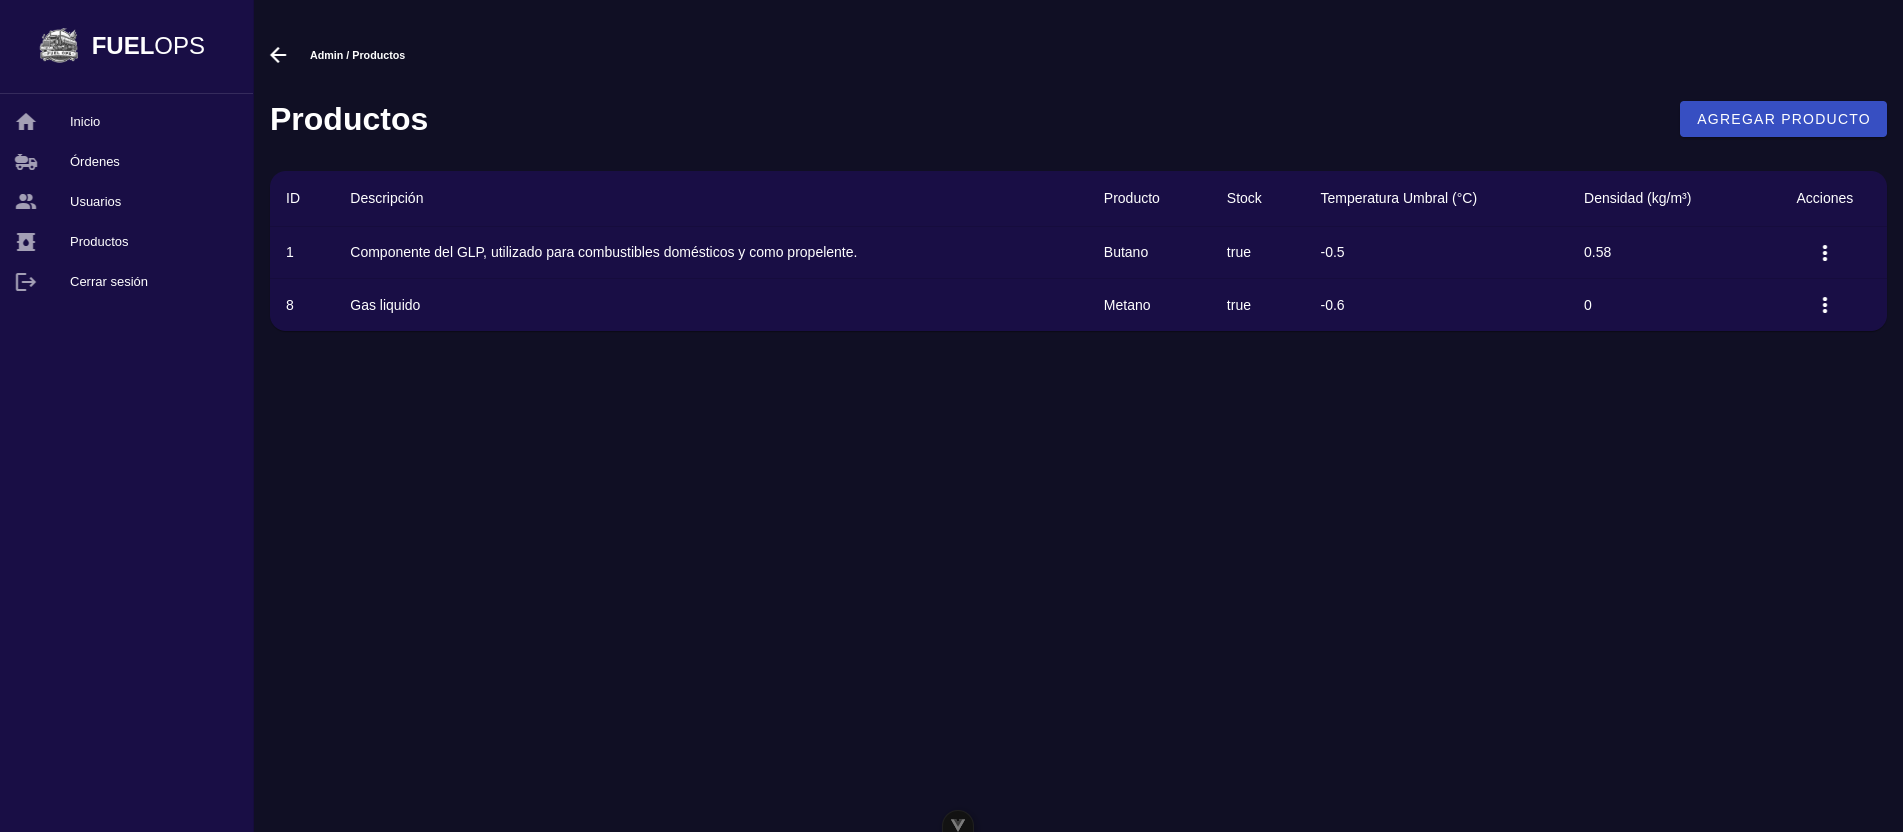 FUELOPS
Inicio
Órdenes
Usuarios
Productos
Cerrar sesión
Admin / Productos
Productos
AGREGAR PRODUCTO
ID Descripción Producto Stock Temperatura Umbral (°C) Densidad (kg/m³) Acciones
1 Componente del GLP, utilizado para combustibles domésticos y como propelente. Butano true -0.5 0.58
8 Gas liquido Metano true -0.6 0